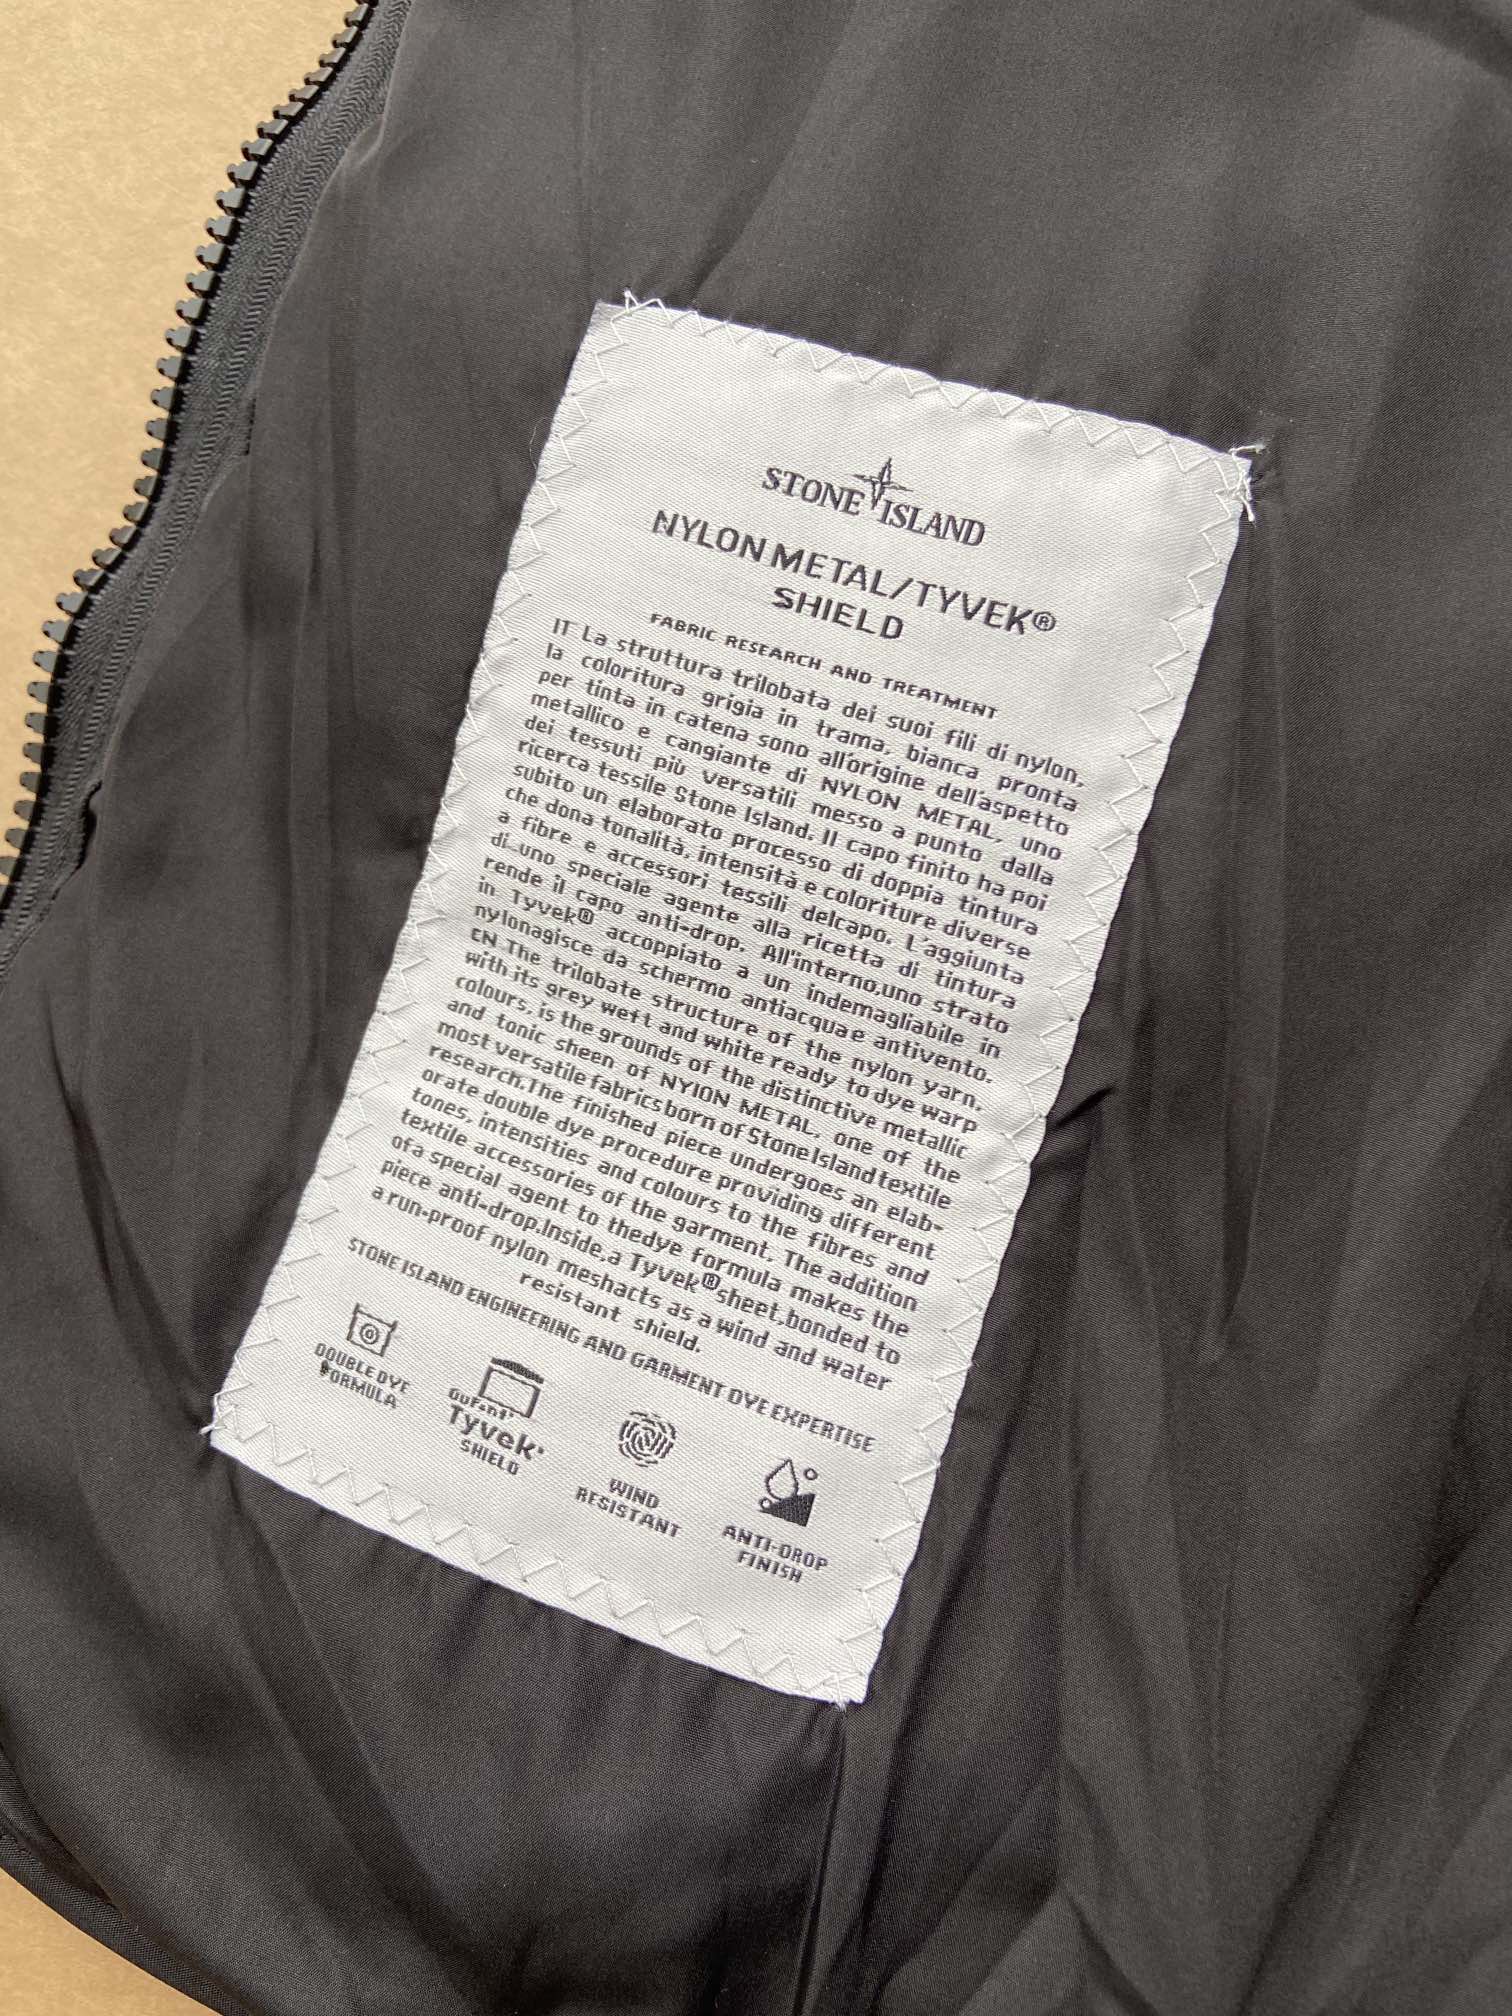 STONE ISLAND
NYLON METAL/TYVEK®
SHIELD
FABRIC RESEARCH AND TREATMENT
IT La struttura trilobata dei suoi fili di nylon,
la coloritura grigia in trama, bianca pronta
per tinta in catena sono all'origine dell'aspetto
metallico e cangiante di NYLON METAL, uno
dei tessuti più versatili messo a punto dalla
ricerca tessile Stone Island. Il capo finito ha poi
subito un elaborato processo di doppia tintura
che dona tonalità, intensità e coloriture diverse
a fibre e accessori tessili delcapo. L'aggiunta
di uno speciale agente alla ricetta di tintura
rende il capo anti-drop. All'interno,uno strato
in Tyvek® accoppiato a un indemagliabile in
nylonagisce da schermo antiacqua e antivento.
EN The trilobate structure of the nylon yarn,
with its grey weft and white ready to dye warp
colours, is the grounds of the distinctive metallic
and tonic sheen of NYlON METAL, one of the
most versatile fabrics born of Stone Island textile
research.The finished piece undergoes an elab-
orate double dye procedure providing different
tones, intensities and colours to the fibres and
textile accessories of the garment. The addition
ofa special agent to thedye formula makes the
piece anti-drop.Inside,a Tyvek® sheet,bonded to
a run-proof nylon meshacts as a wind and water
resistant shield.
STONE ISLAND ENGINEERING AND GARMENT DYE EXPERTISE
DOUBLE DYE
FORMULA
Tyvek
SHIELD
WIND
RESISTANT
ANTI-DROP
FINISH